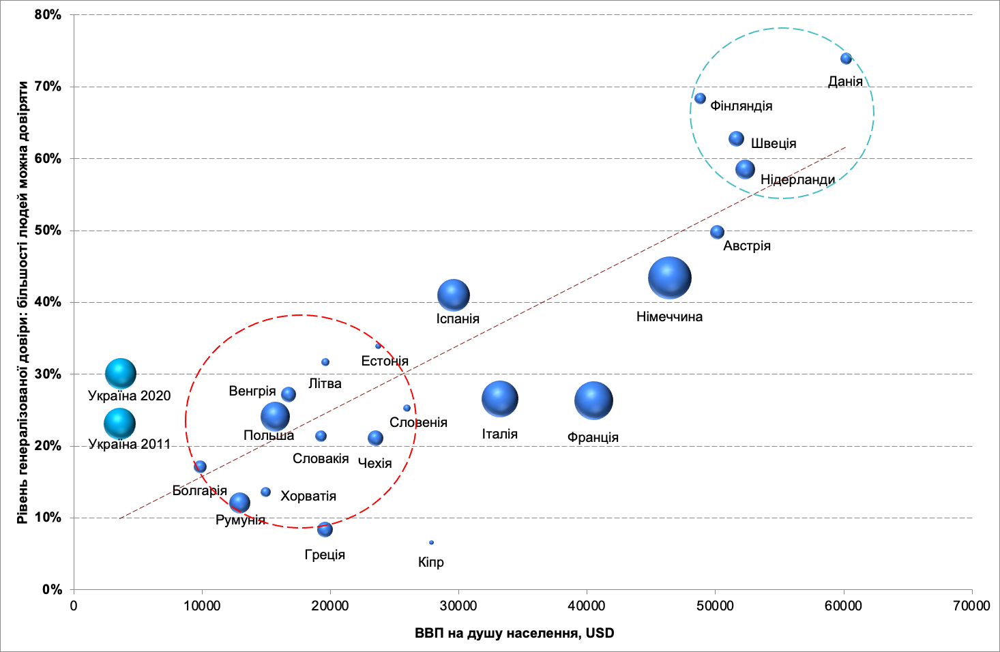 Рівень генералізованої довіри: більшості людей можна довіряти
80%
70%
60%
50%
40%
30%
20%
10%
0%
Данія
Фінляндія
Швеція
Нідерланди
Австрія
Іспанія
Німеччина
Естонія
Літва
Венгрія
Україна 2020
Словенія
Італія
Франція
Польша
Україна 2011
Словакія
Чехія
Болгарія
Хорватія
Румунія
Греція
Кіпр
0
10000
20000
30000
40000
50000
60000
70000
ВВП на душу населення, USD